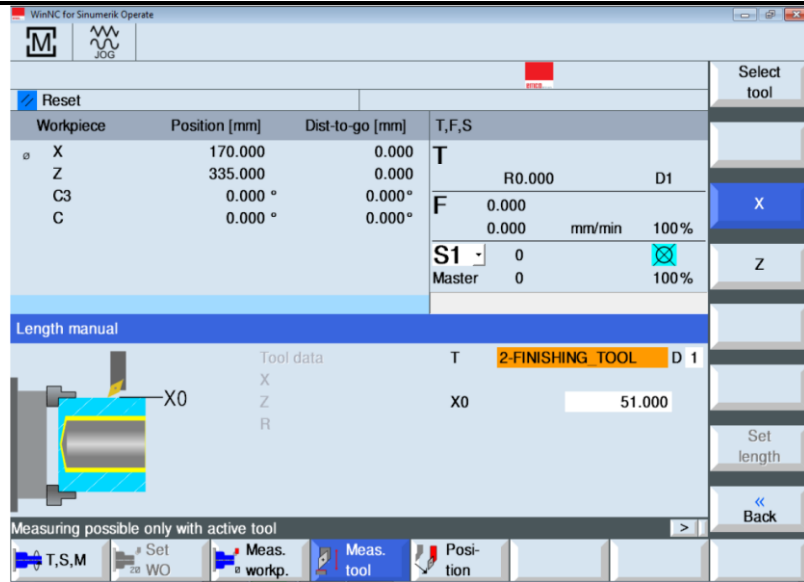 WinNC for Sinumerik Operate
M
JOG
emco
Select
tool
Reset
Workpiece Position [mm] Dist-to-go [mm] T,F,S
ø X 170.000 0.000 T
Z 335.000 0.000 R0.000 D1
C3 0.000 ° 0.000° F 0.000
C 0.000 ° 0.000° 0.000 mm/min 100%
X
S1 0
Master 0 100%
Z
Length manual
Tool data T 2-FINISHING_TOOL D 1
X
X0 Z X0 51.000
R
Set
length
«
Back
Measuring possible only with active tool >
T,S,M
Set
WO
Meas.
workp.
Meas.
tool
Posi-
tion